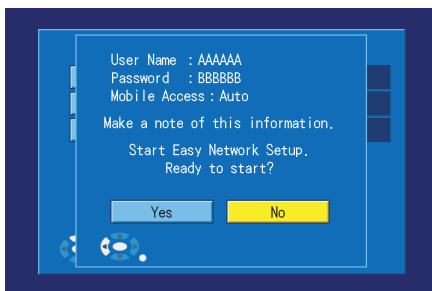 User Name : AAAAAA
Password : BBBBBB
Mobile Access : Auto
Make a note of this information.
Start Easy Network Setup.
Ready to start?
Yes No